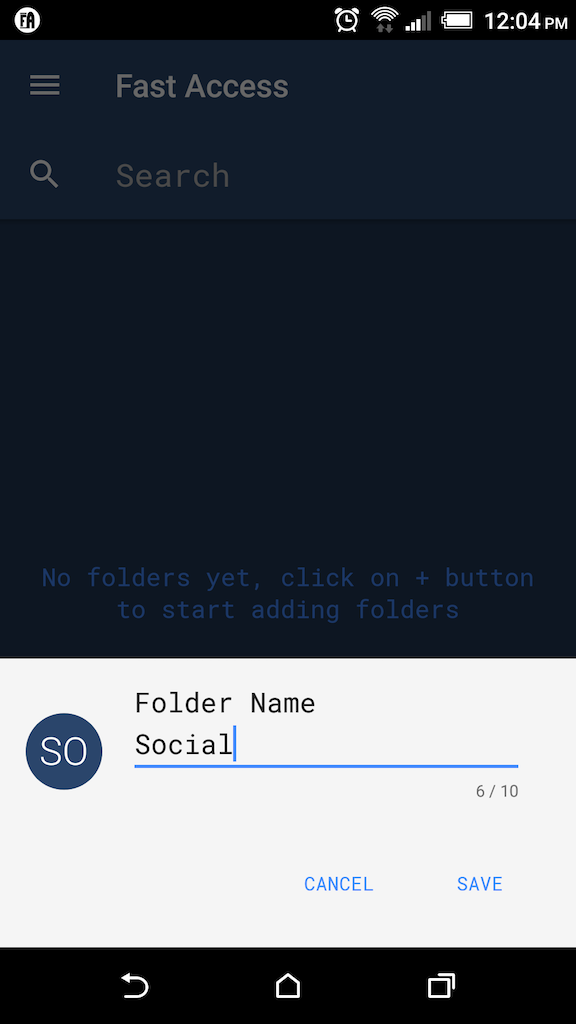 FA
12:04 PM
Fast Access
Search
No folders yet, click on + button
to start adding folders
Folder Name
SO
Social
6 / 10
CANCEL
SAVE